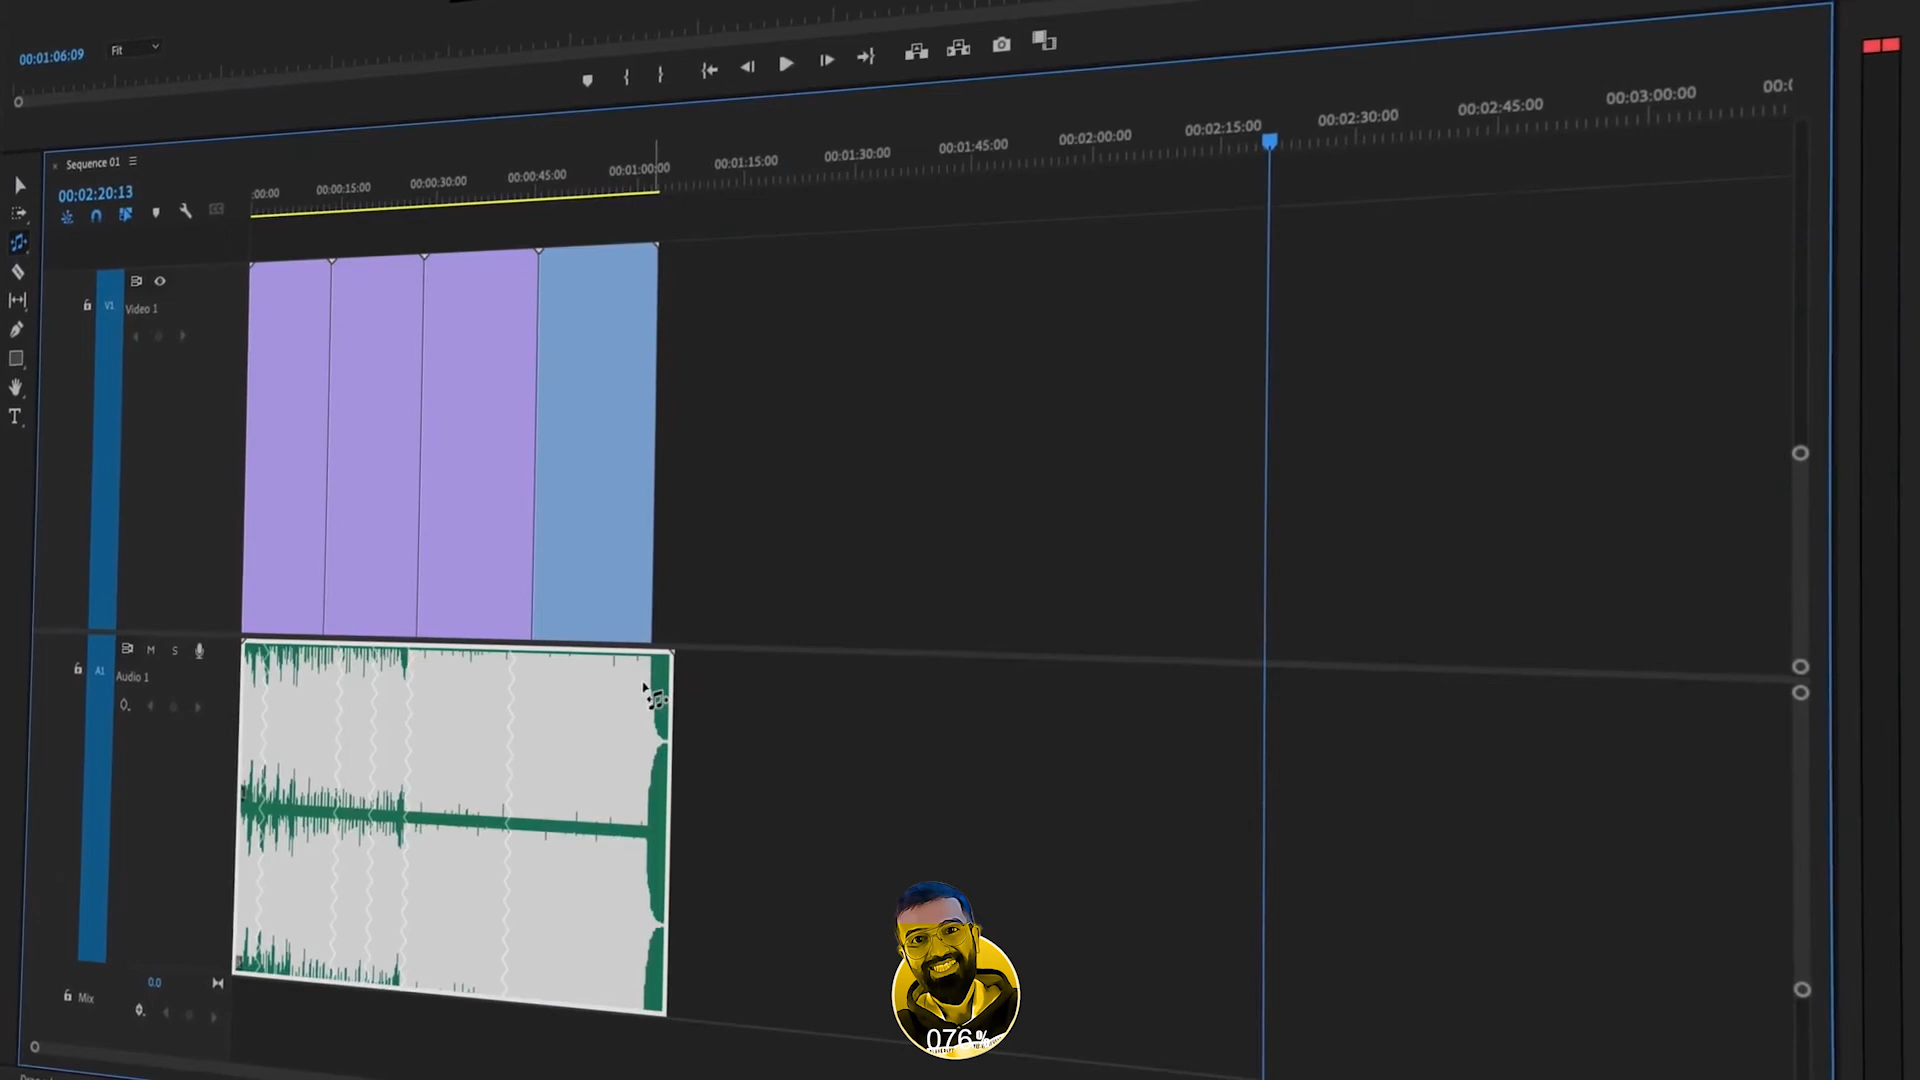 00:01:06:09
Fit
Sequence 01
00:02:20:13
:00:00
00:00:15:00
00:00:30:00
00:00:45:00
00:01:00:00
00:01:15:00
00:01:30:00
00:01:45:00
00:02:00:00
00:02:15:00
00:02:30:00
00:02:45:00
00:03:00:00
00:0
V1
Video 1
A1
M
S
Audio 1
0.0
Mix
076%